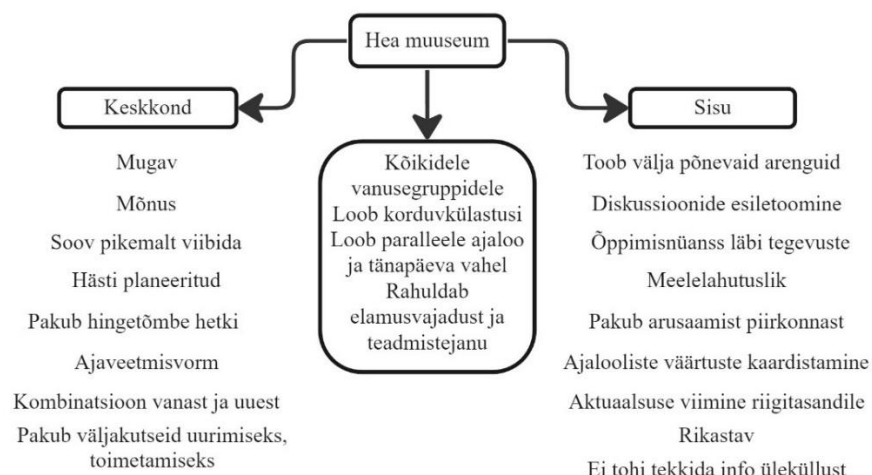 Hea muuseum
Keskkond
Mugav
Mõnus
Soov pikemalt viibida
Hästi planeeritud
Pakub hingetõmbe hetki
Ajaveetmisvorm
Kombinatsioon vanast ja uuest
Pakub väljakutseid uurimiseks,
toimetamiseks
Kõikidele
vanusegruppidele
Loob korduvkülastusi
Loob paralleele ajaloo
ja tänapäeva vahel
Rahuldab
elamusvajadust ja
teadmistejanu
Sisu
Toob välja põnevaid arenguid
Diskussioonide esiletoomine
Õppimisnüanss läbi tegevuste
Meelelahutuslik
Pakub arusaamist piirkonnast
Ajalooliste väärtuste kaardistamine
Aktuaalsuse viimine riigitasandile
Rikastav
Ei tohi tekkida info üleküllust